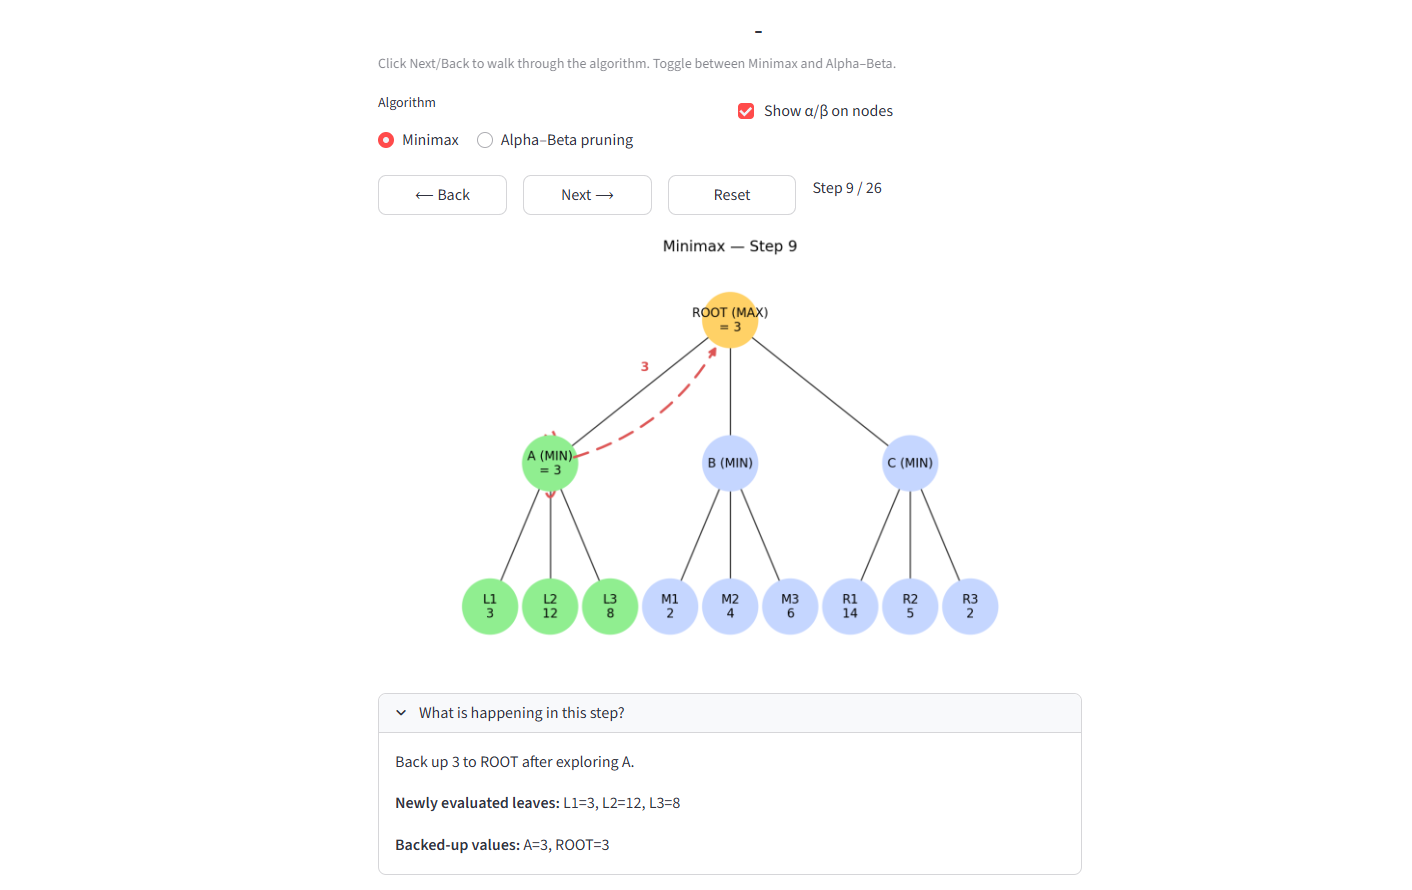 Click Next/Back to walk through the algorithm. Toggle between Minimax and Alpha–Beta.
Algorithm
Show α/β on nodes
Minimax
Alpha–Beta pruning
⟵ Back
Next ⟶
Reset
Step 9 / 26
Minimax — Step 9
ROOT (MAX)
= 3
3
A (MIN)
= 3
B (MIN)
C (MIN)
L1
3
L2
12
L3
8
M1
2
M2
4
M3
6
R1
14
R2
5
R3
2
What is happening in this step?
Back up 3 to ROOT after exploring A.
Newly evaluated leaves: L1=3, L2=12, L3=8
Backed-up values: A=3, ROOT=3